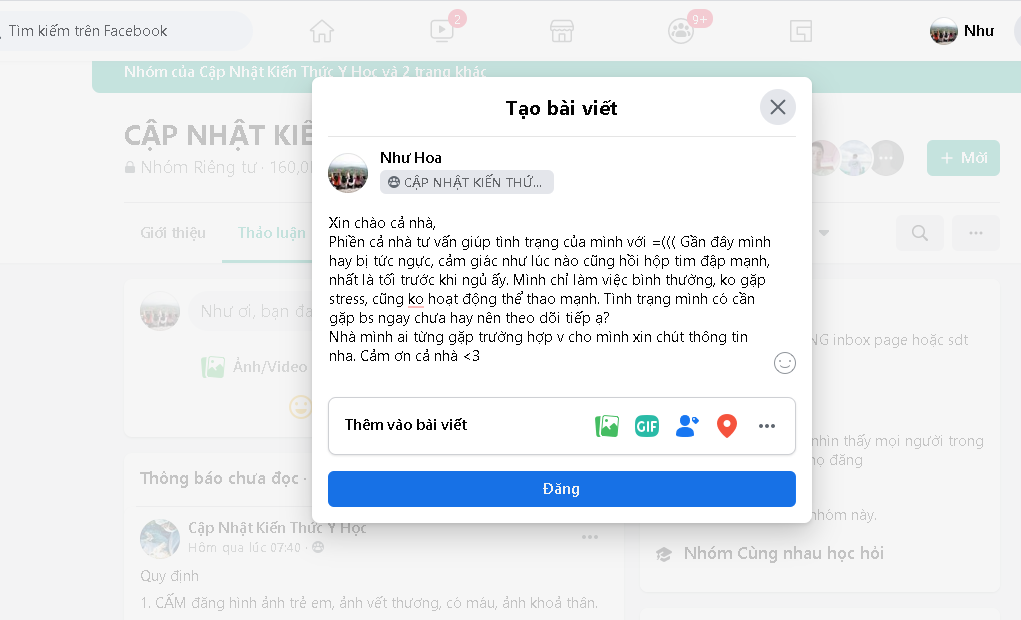 Tìm kiếm trên Facebook
2
9+
Như
Nhóm của Cập Nhật Kiến Thức Y Học và 2 trang khác
CẬP NHẬT KIẾ
Nhóm Riêng tư · 160,0
+ Mời
Giới thiệu
Thảo luận
Tạo bài viết
Như Hoa
CẬP NHẬT KIẾN THỨ...
Xin chào cả nhà,
Phiền cả nhà tư vấn giúp tình trạng của mình với =((( Gần đây mình
hay bị tức ngực, cảm giác như lúc nào cũng hồi hộp tim đập mạnh,
nhất là tối trước khi ngủ ấy. Mình chỉ làm việc bình thường, ko gặp
stress, cũng ko hoạt động thể thao mạnh. Tình trạng mình có cần
gặp bs ngay chưa hay nên theo dõi tiếp ạ?
Nhà mình ai từng gặp trường hợp v cho mình xin chút thông tin
nha. Cảm ơn cả nhà <3
Thêm vào bài viết
GIF
Đăng
Như ơi, bạn đa
Ảnh/Video
NG inbox page hoặc sdt
nhìn thấy mọi người trong
họ đăng
nhóm này.
Nhóm Cùng nhau học hỏi
Thông báo chưa đọc ·
Cập Nhật Kiến Thức Y Học
Hôm qua lúc 07:40 ·
Quy định
1. CẤM đăng hình ảnh trẻ em, ảnh vết thương, có máu, ảnh khoả thân.